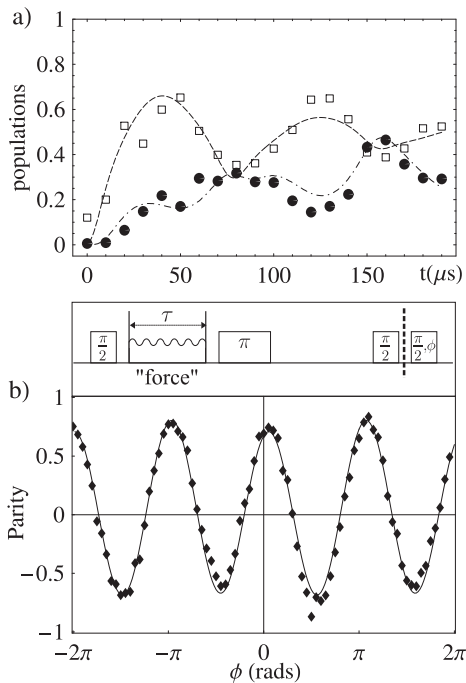 a)
populations
1
0.8
0.6
0.4
0.2
0
0 50 100 150 t(μs)
π/2 τ π π/2 π/2,ϕ
"force"
b)
Parity
1
0.5
0
−0.5
−1
−2π −π 0 π 2π
ϕ (rads)